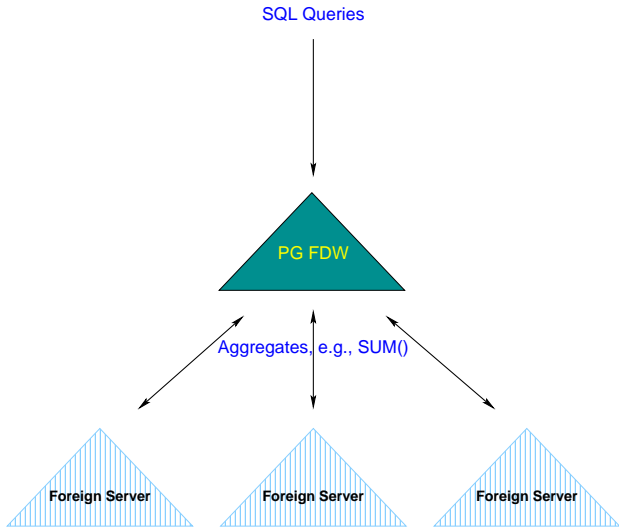 SQL Queries
PG FDW
Aggregates, e.g., SUM()
Foreign Server
Foreign Server
Foreign Server